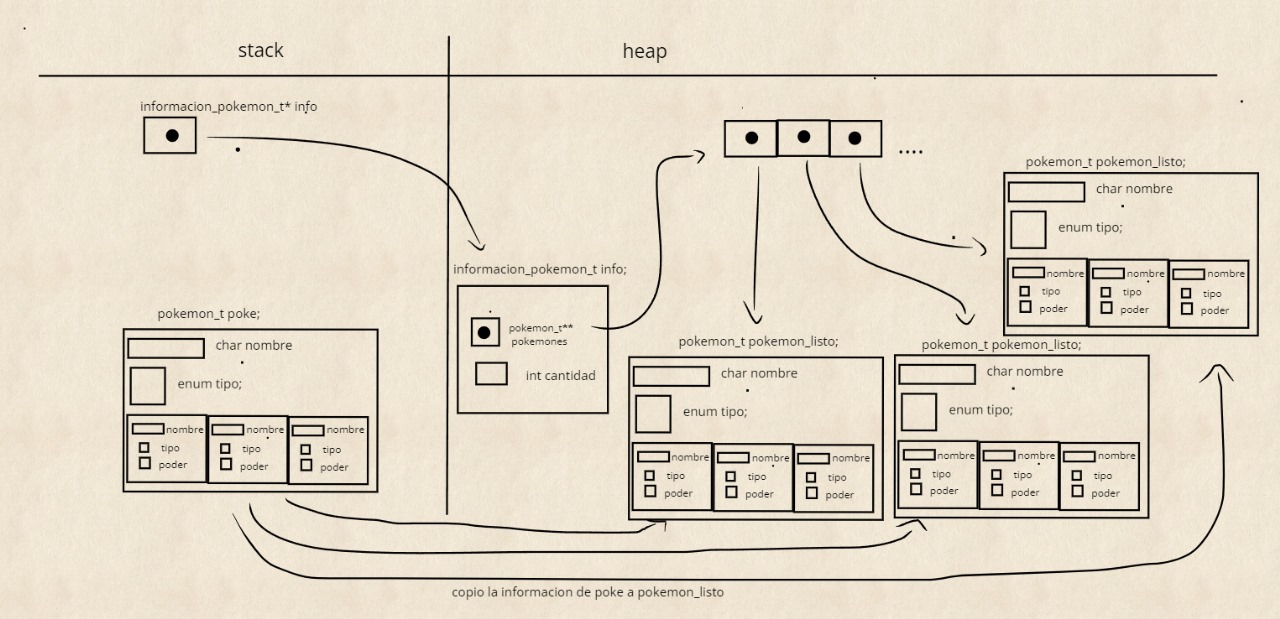 stack
heap
informacion_pokemon_t* info
informacion_pokemon_t info;
pokemon_t**
pokemones
int cantidad
pokemon_t poke;
char nombre
enum tipo;
nombre
tipo
poder
nombre
tipo
poder
nombre
tipo
poder
....
pokemon_t pokemon_listo;
char nombre
enum tipo;
nombre
tipo
poder
nombre
tipo
poder
nombre
tipo
poder
pokemon_t pokemon_listo;
char nombre
enum tipo;
nombre
tipo
poder
nombre
tipo
poder
nombre
tipo
poder
pokemon_t pokemon_listo;
char nombre
enum tipo;
nombre
tipo
poder
nombre
tipo
poder
nombre
tipo
poder
copio la informacion de poke a pokemon_listo